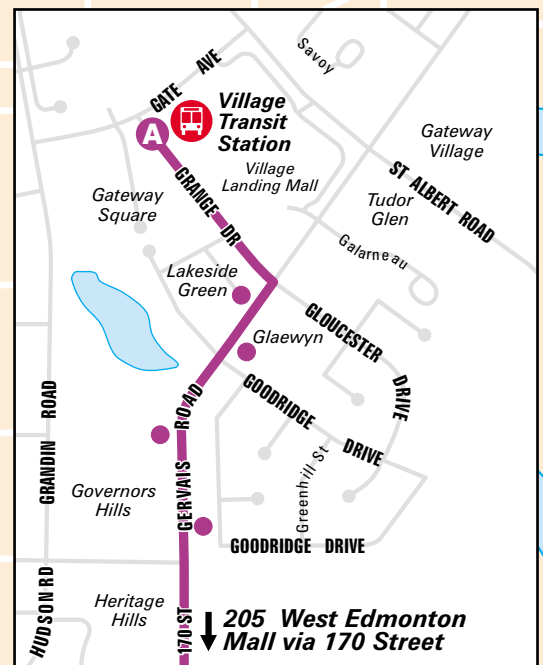 Savoy
GATE AVE
Village
Transit
Station
A
Gateway
Village
Village
Landing Mall
ST ALBERT ROAD
Gateway
Square
GRANGE DR
Tudor
Glen
Galarneau
Lakeside
Green
Glaewyn
GLOUCESTER
DRIVE
GOODRIDGE
DRIVE
GRANDIN ROAD
GERVAIS ROAD
Greenhill St
Governors
Hills
GOODRIDGE DRIVE
HUDSON RD
Heritage
Hills
170 ST
205 West Edmonton
Mall via 170 Street